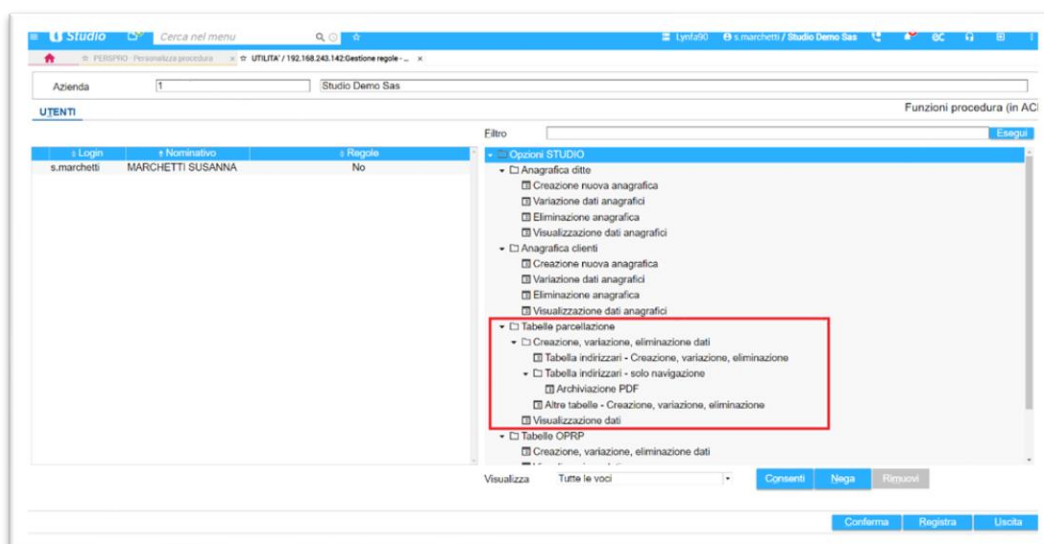 Studio Cerca nel menu Lynfa90 s.marchetti / Studio Demo Sas
PERSPRO Personalizza procedura × UTILITA' / 192.168.243.142:Gestione regole - ... ×
Azienda 1 Studio Demo Sas
UTENTI Funzioni procedura (in ACI
Filtro Esegui
Login Nominativo Regole
s.marchetti MARCHETTI SUSANNA No
Opzioni STUDIO
Anagrafica ditte
Creazione nuova anagrafica
Variazione dati anagrafici
Eliminazione anagrafica
Visualizzazione dati anagrafici
Anagrafica clienti
Creazione nuova anagrafica
Variazione dati anagrafici
Eliminazione anagrafica
Visualizzazione dati anagrafici
Tabelle parcellazione
Creazione, variazione, eliminazione dati
Tabella indirizzari - Creazione, variazione, eliminazione
Tabella indirizzari - solo navigazione
Archiviazione PDF
Altre tabelle - Creazione, variazione, eliminazione
Visualizzazione dati
Tabelle OPRP
Creazione, variazione, eliminazione dati
Visualizza Tutte le voci Consenti Nega Rimuovi
Conferma Registra Uscita